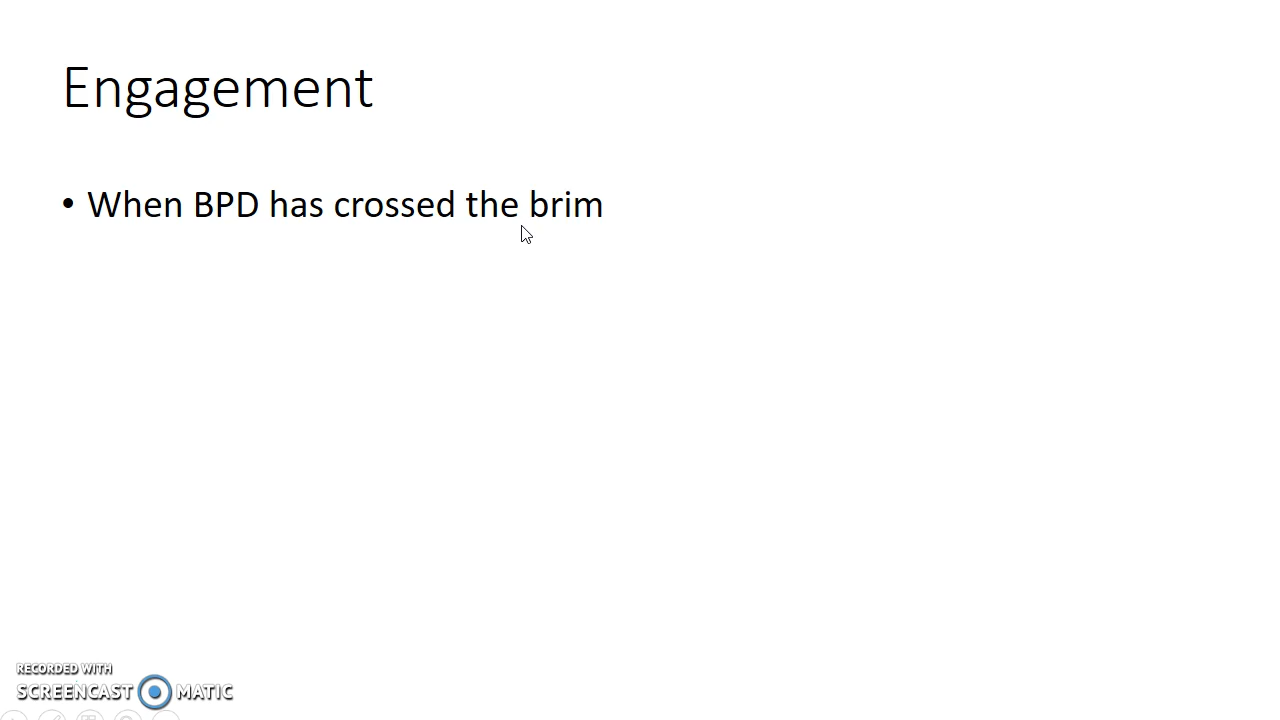 Engagement
• When BPD has crossed the brim
RECORDED WITH
SCREENCAST MATIC